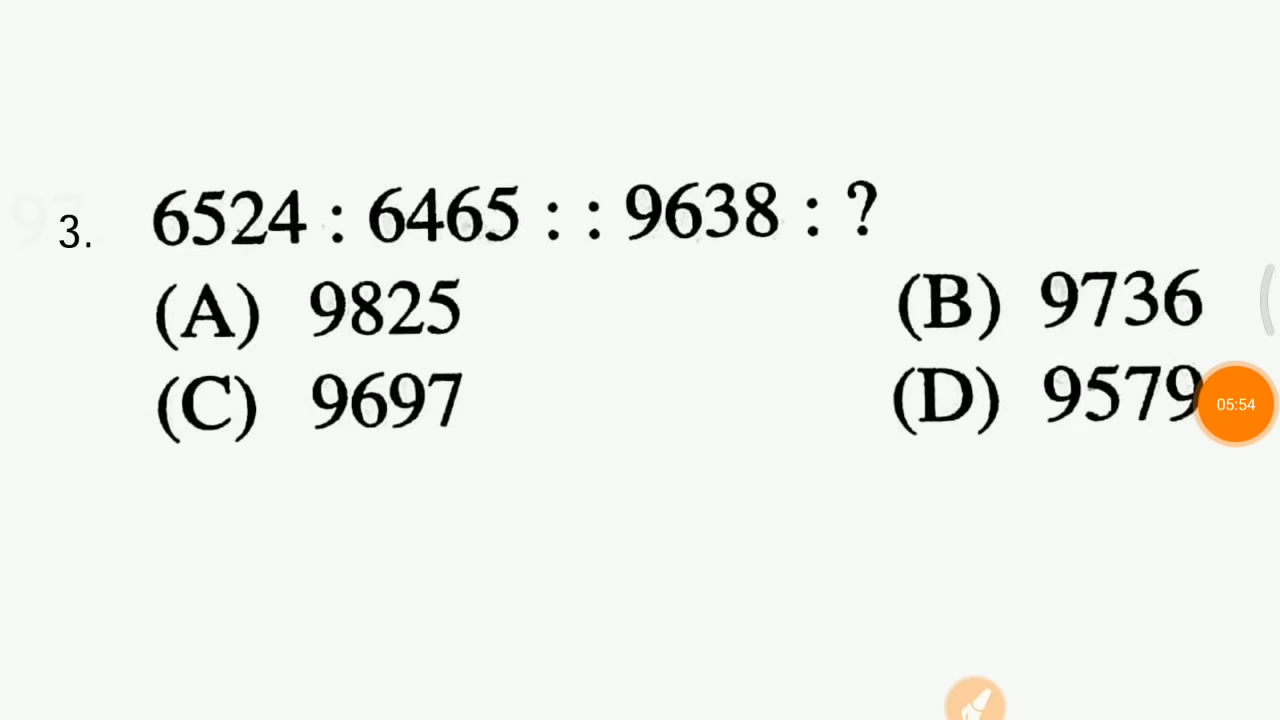 3. 6524 : 6465 : : 9638 : ?
(A) 9825 (B) 9736
(C) 9697 (D) 9579
05:54